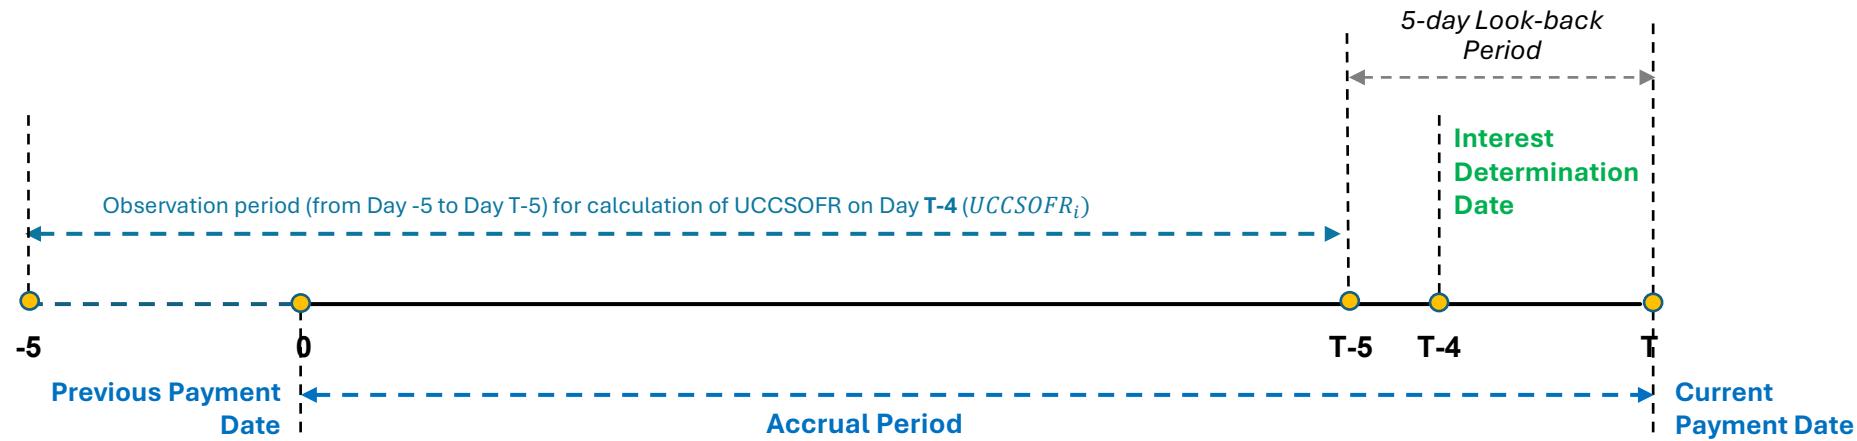 5-day Look-back
Period
Interest
Determination
Date
Observation period (from Day -5 to Day T-5) for calculation of UCCSOFR on Day T-4 (UCCSOFRᵢ)
-5
0
T-5
T-4
T
Previous Payment
Date
Accrual Period
Current
Payment Date